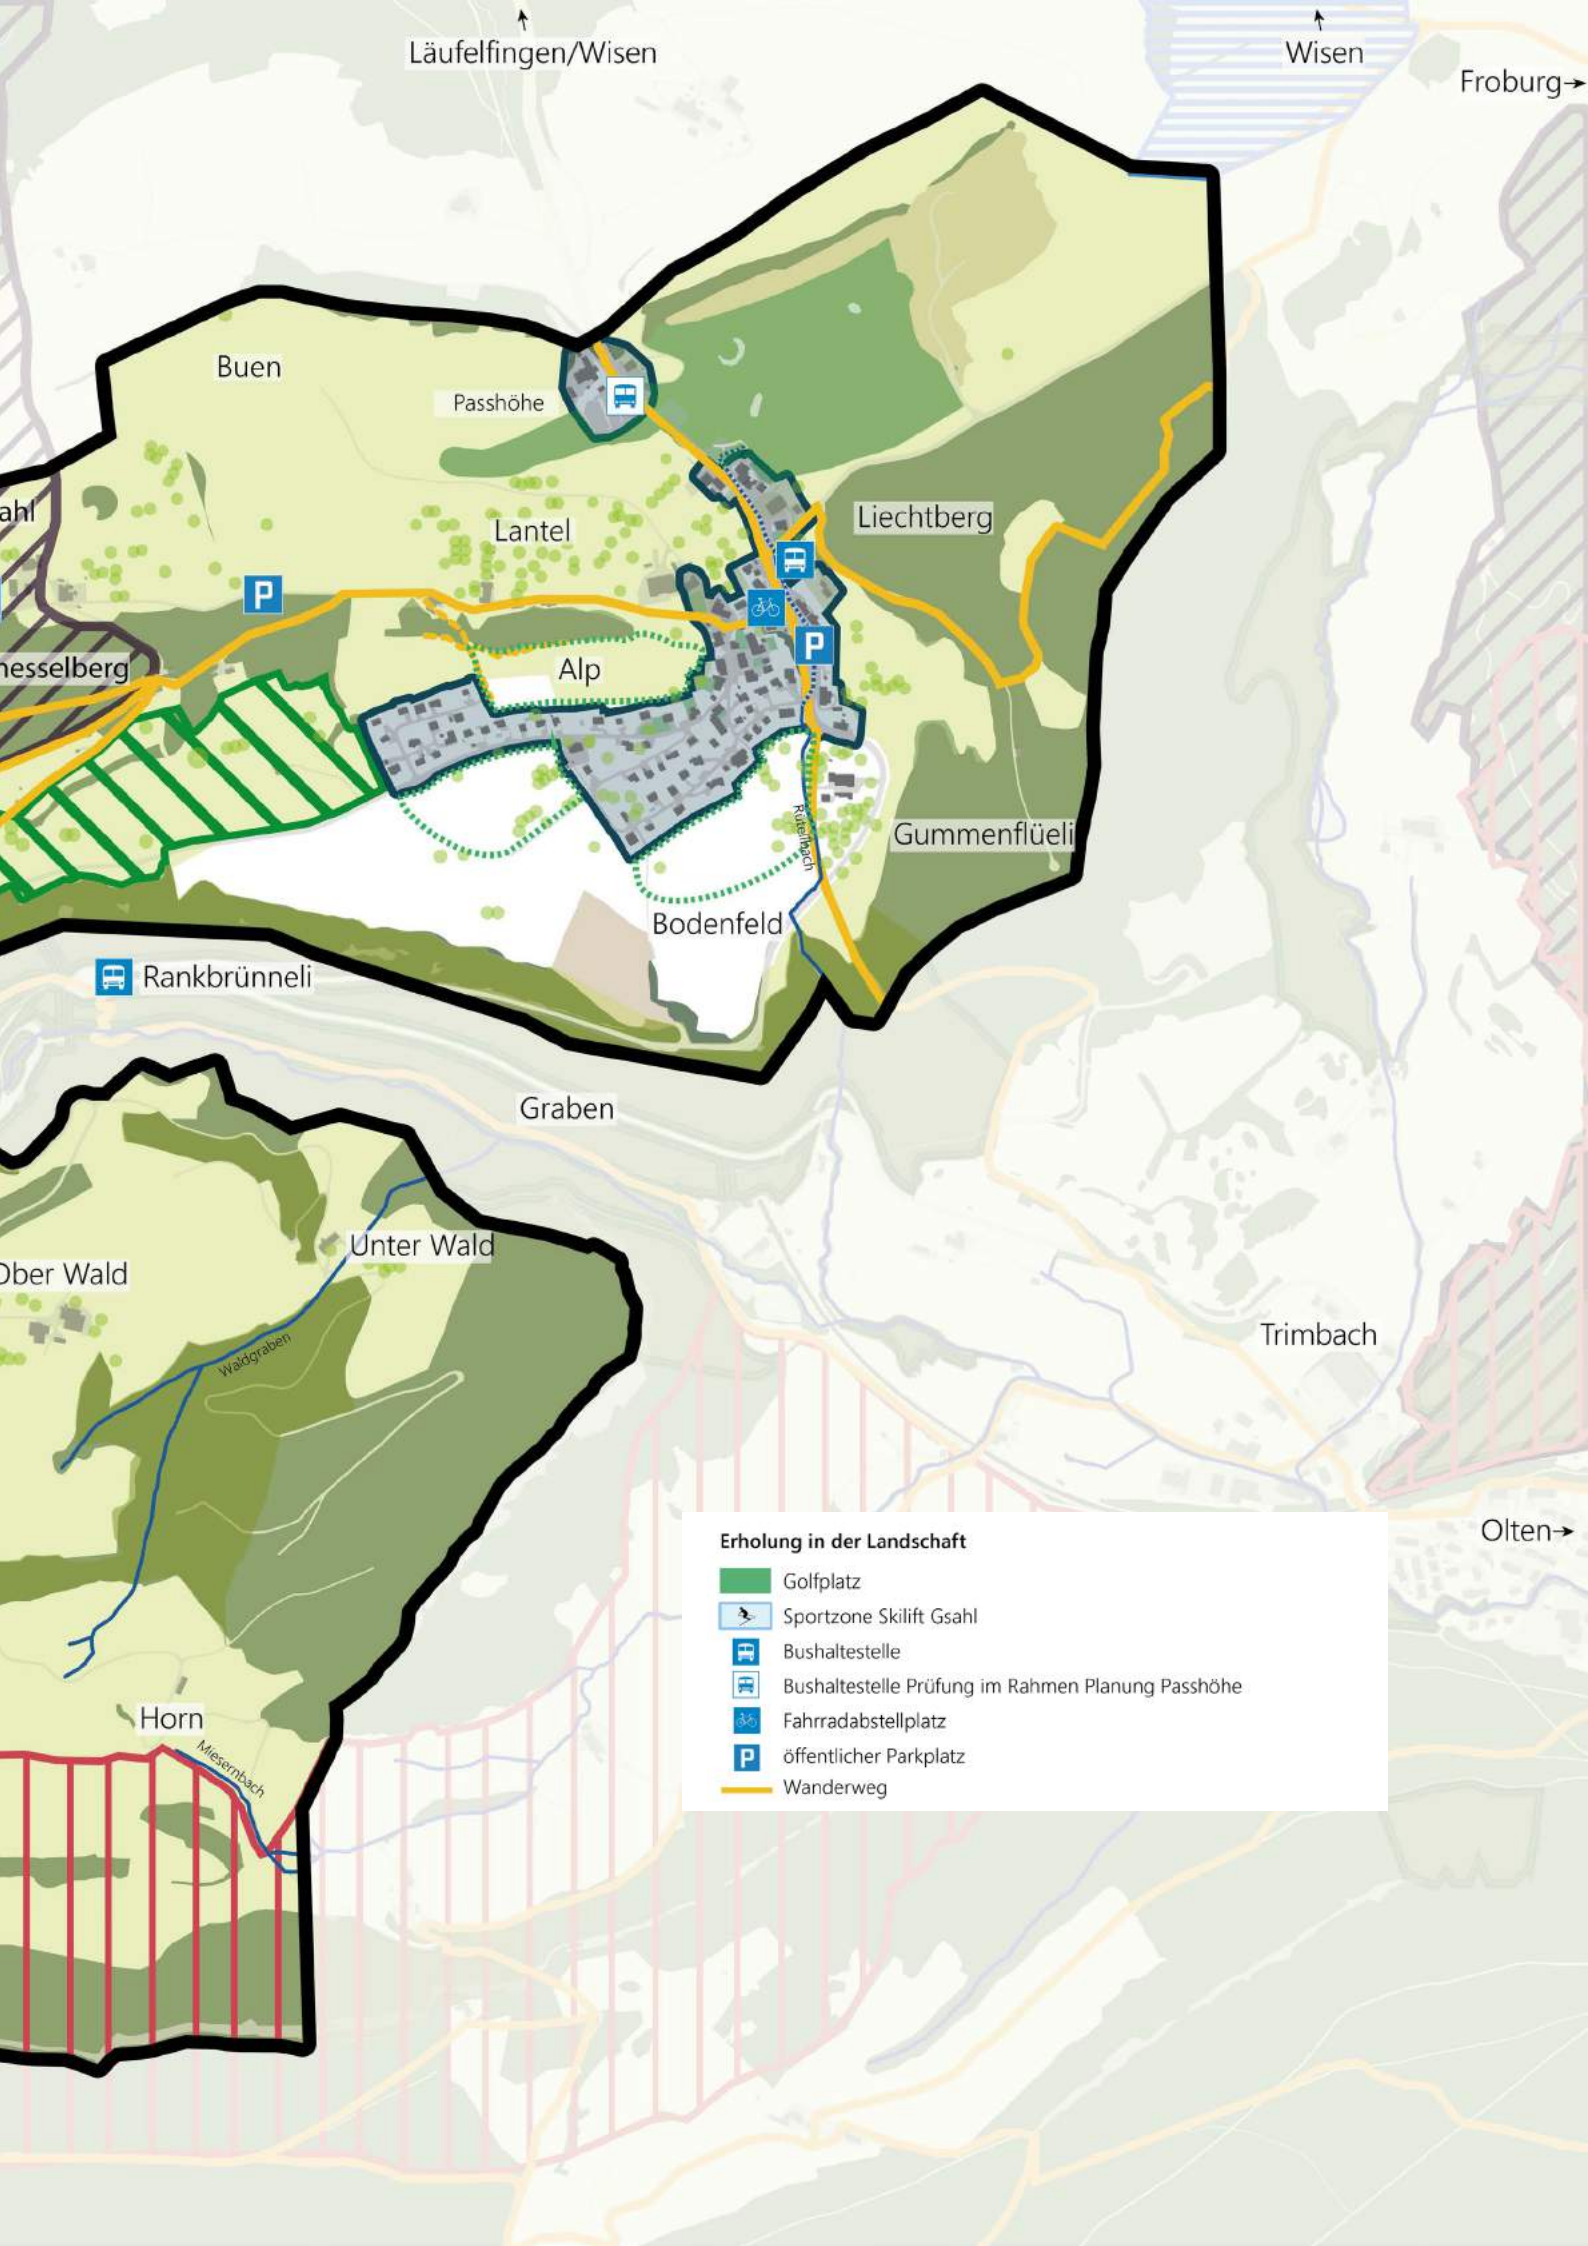 Läufelfingen/Wisen
Wisen
Froburg→
Buen
Passhöhe
ahl
Lantel
Liechtberg
P
P
nesselberg
Alp
Rütelibach
Gummenflüeli
Bodenfeld
Rankbrünneli
Graben
Unter Wald
Ober Wald
Waldgraben
Trimbach
Olten→
Erholung in der Landschaft
Golfplatz
Sportzone Skilift Gsahl
Bushaltestelle
Bushaltestelle Prüfung im Rahmen Planung Passhöhe
Fahrradabstellplatz
P öffentlicher Parkplatz
Wanderweg
Horn
Miesernbach